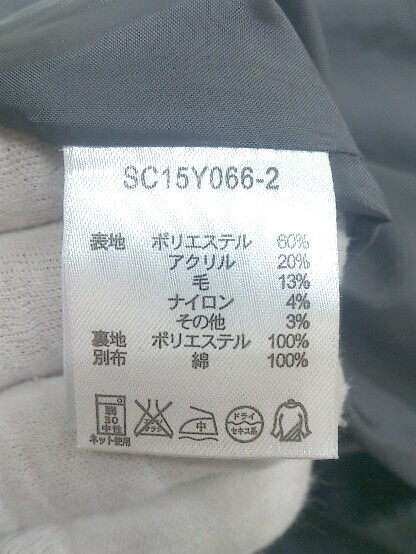 SC15Y066-2
表地 ポリエステル 60%
アクリル 20%
毛 13%
ナイロン 4%
その他 3%
裏地 ポリエステル 100%
別布 綿 100%
弱
30
中性
ネット使用
中
ドライ
セキユ系